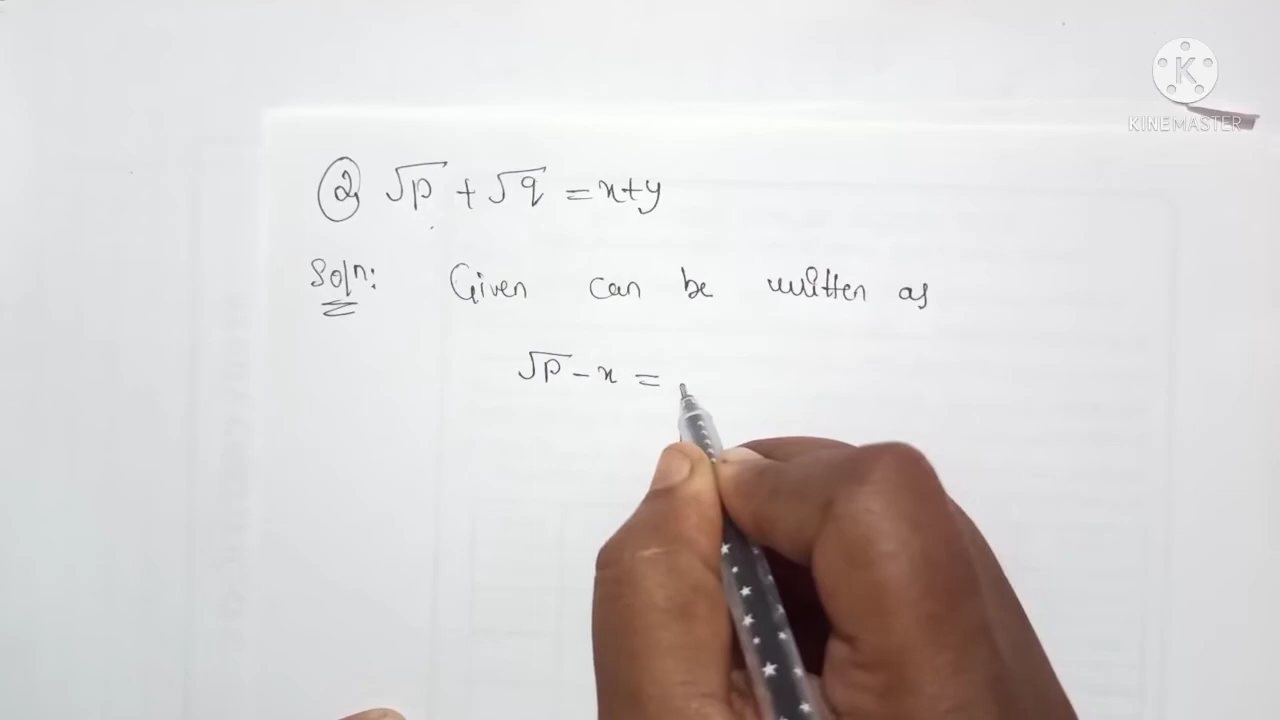 K
KINEMASTER
② √p + √q = x+y
Soln: Given can be written as
√p - x =